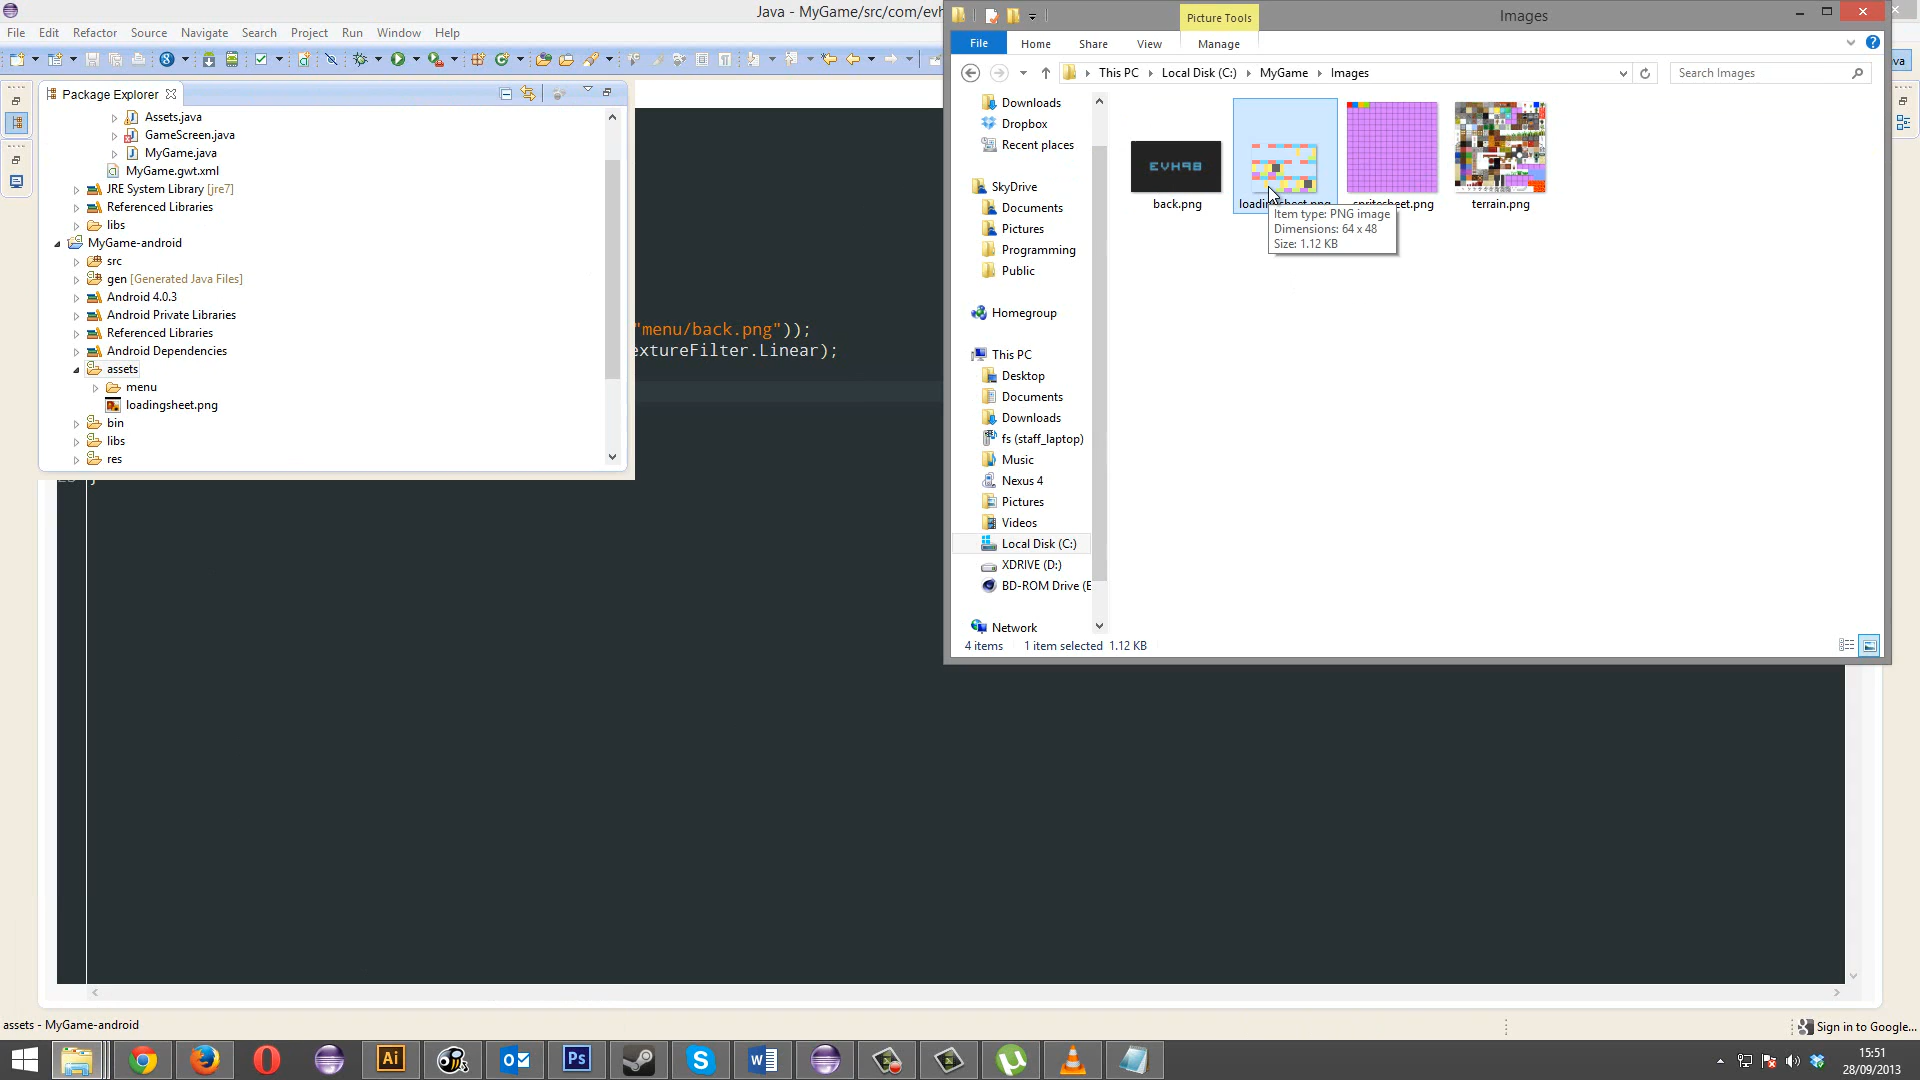 Java - MyGame/src/com/evh
File Edit Refactor Source Navigate Search Project Run Window Help
Package Explorer
Assets.java
GameScreen.java
MyGame.java
MyGame.gwt.xml
JRE System Library [jre7]
Referenced Libraries
libs
MyGame-android
src
gen [Generated Java Files]
Android 4.0.3
Android Private Libraries
Referenced Libraries
Android Dependencies
assets
menu
loadingsheet.png
bin
libs
res
"menu/back.png"));
extureFilter.Linear);
Picture Tools
Images
File Home Share View Manage
This PC Local Disk (C:) MyGame Images
Search Images
Downloads
Dropbox
Recent places
SkyDrive
Documents
Pictures
Programming
Public
Homegroup
This PC
Desktop
Documents
Downloads
fs (staff_laptop)
Music
Nexus 4
Pictures
Videos
Local Disk (C:)
XDRIVE (D:)
BD-ROM Drive (E
Network
EVH98
back.png
terrain.png
Item type: PNG image
Dimensions: 64 x 48
Size: 1.12 KB
4 items 1 item selected 1.12 KB
assets - MyGame-android
Sign in to Google...
Ai
Ps
15:51
28/09/2013